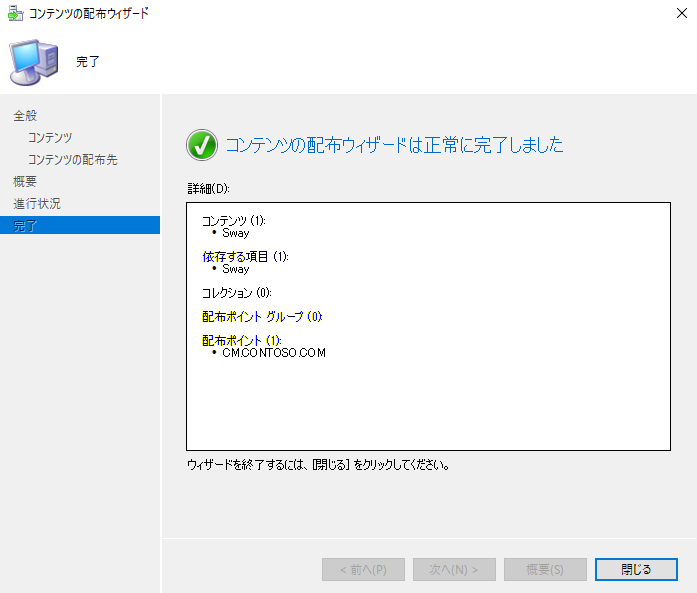 コンテンツの配布ウィザード
完了
全般
コンテンツ
コンテンツの配布先
概要
進行状況
完了
コンテンツの配布ウィザードは正常に完了しました
詳細(D):
コンテンツ (1):
• Sway
依存する項目 (1):
• Sway
コレクション (0):
配布ポイント グループ (0):
配布ポイント (1):
• CM.CONTOSO.COM
ウィザードを終了するには、[閉じる] をクリックしてください。
< 前へ(P)
次へ(N) >
概要(S)
閉じる